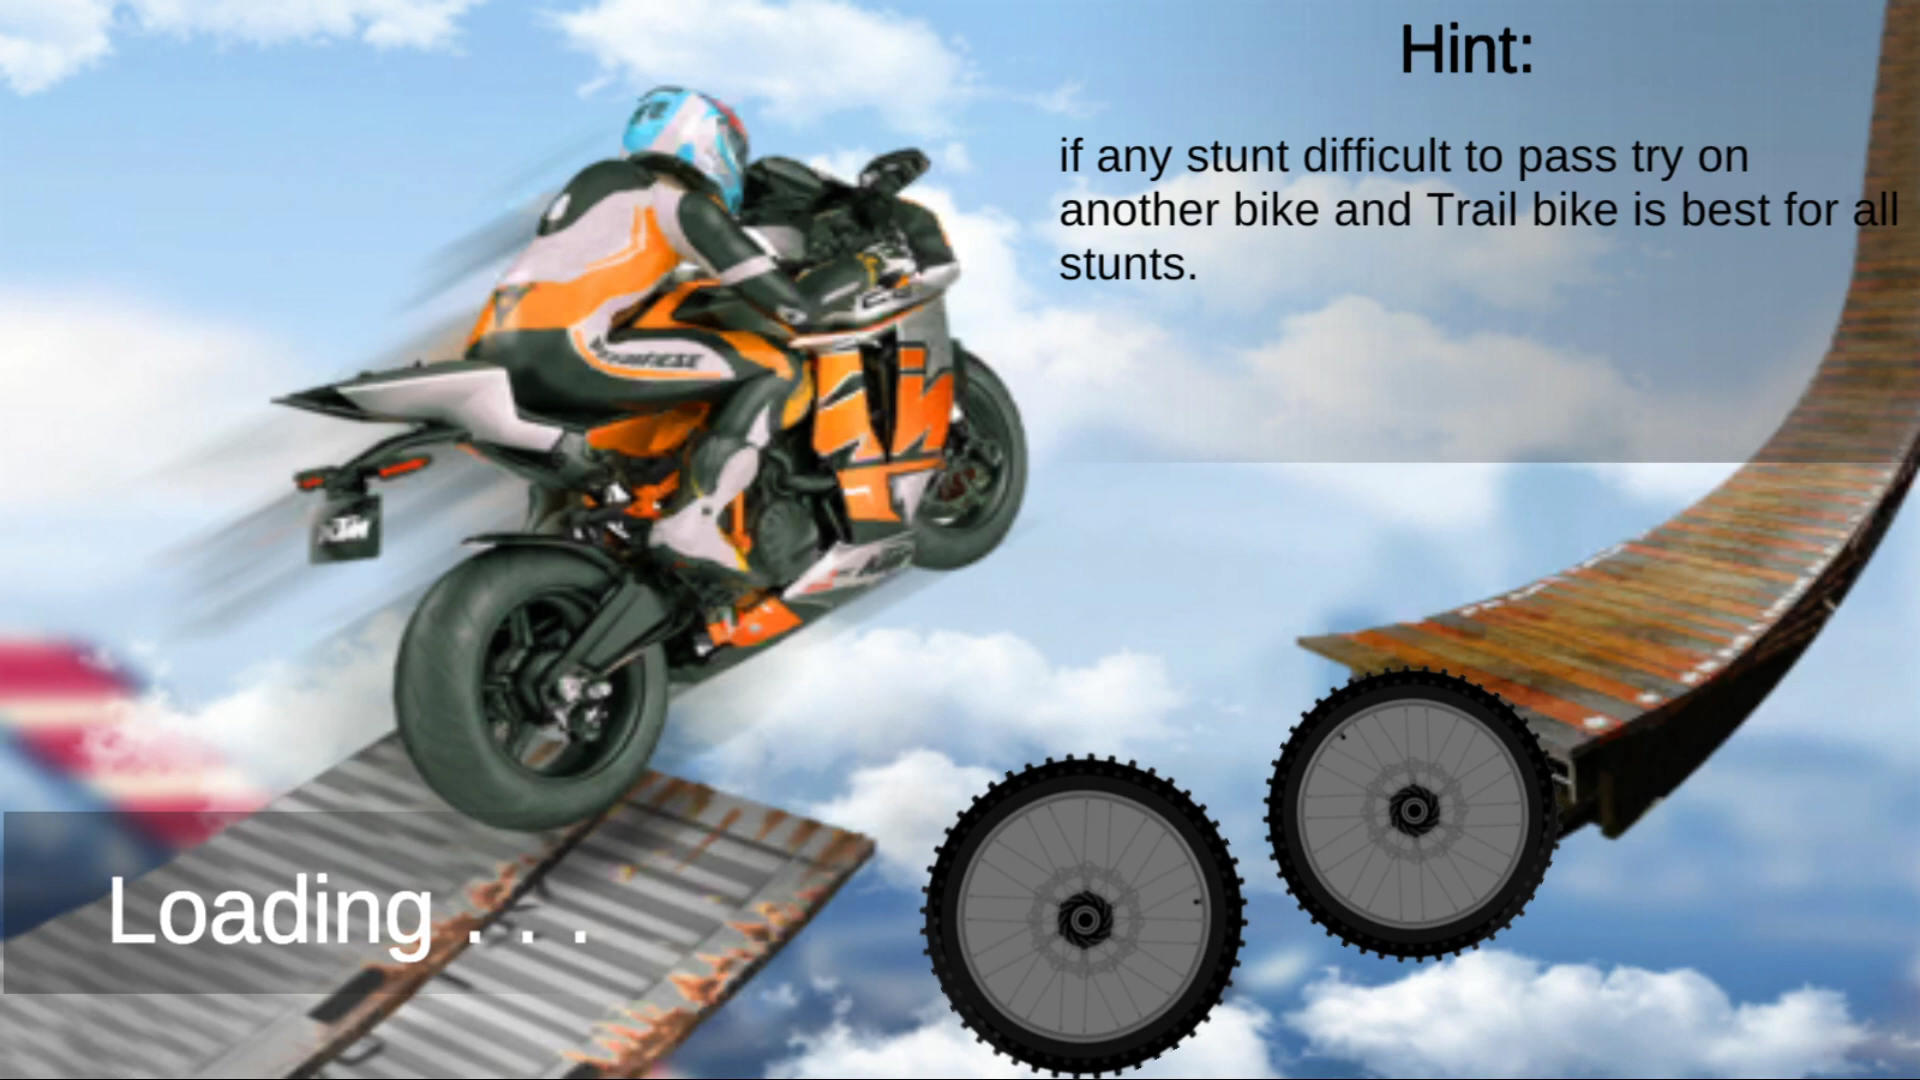 Hint:
if any stunt difficult to pass try on
another bike and Trail bike is best for all
stunts.
KTM
Loading . . .